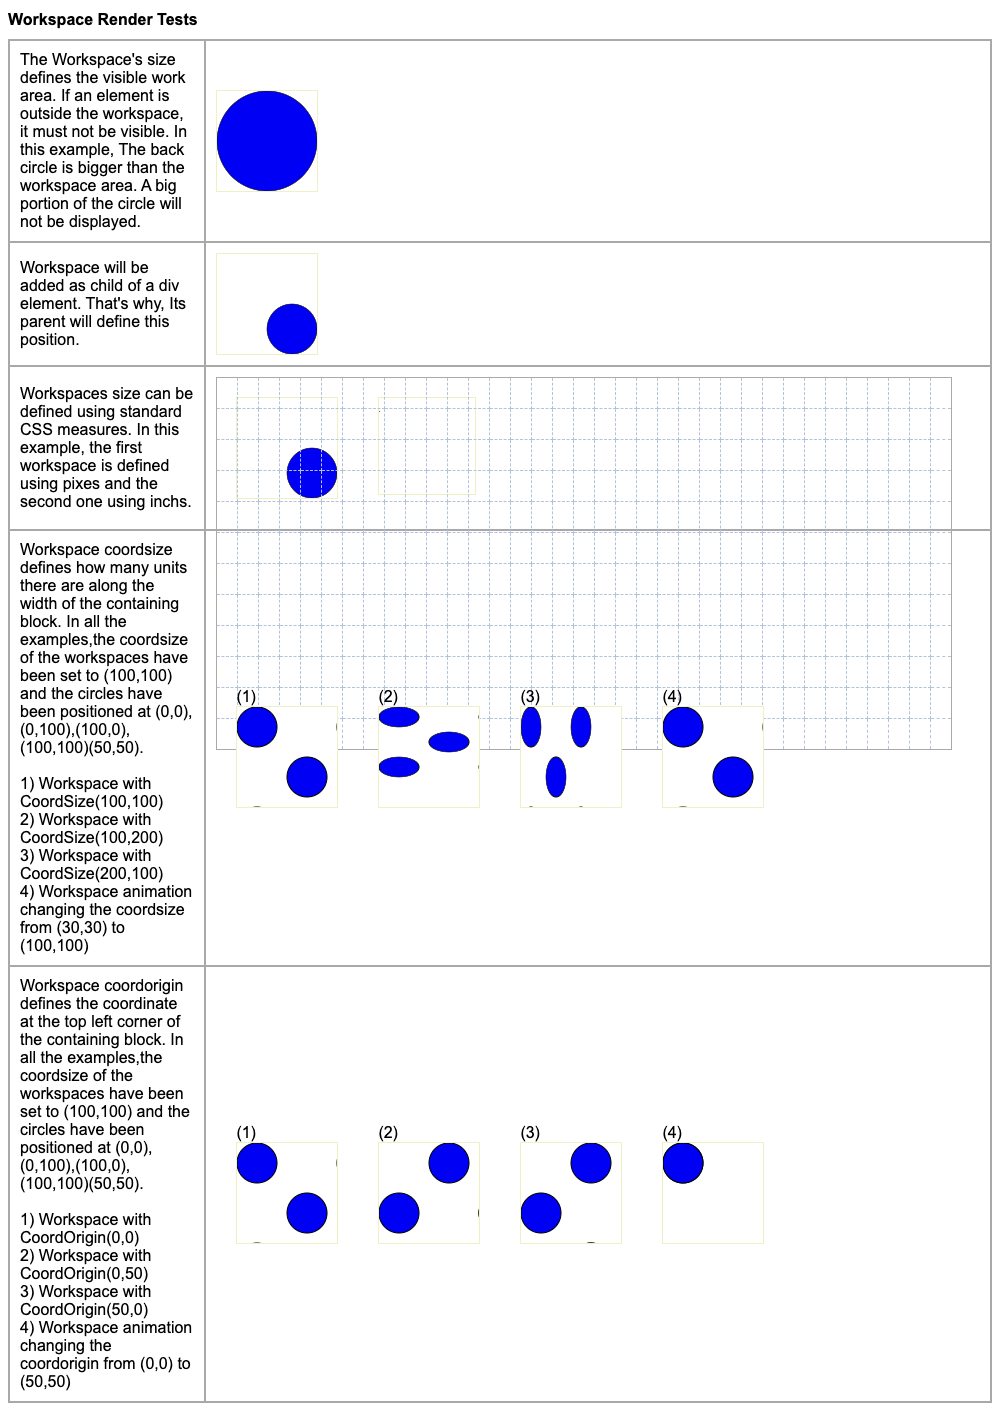 Workspace Render Tests
The Workspace's size
defines the visible work
area. If an element is
outside the workspace,
it must not be visible. In
this example, The back
circle is bigger than the
workspace area. A big
portion of the circle will
not be displayed.
Workspace will be
added as child of a div
element. That's why, Its
parent will define this
position.
Workspaces size can be
defined using standard
CSS measures. In this
example, the first
workspace is defined
using pixes and the
second one using inchs.
Workspace coordsize
defines how many units
there are along the
width of the containing
block. In all the
examples,the coordsize
of the workspaces have
been set to (100,100)
and the circles have
been positioned at (0,0),
(0,100),(100,0),
(100,100)(50,50).
1) Workspace with
CoordSize(100,100)
2) Workspace with
CoordSize(100,200)
3) Workspace with
CoordSize(200,100)
4) Workspace animation
changing the coordsize
from (30,30) to
(100,100)
(1) (2) (3) (4)
Workspace coordorigin
defines the coordinate
at the top left corner of
the containing block. In
all the examples,the
coordsize of the
workspaces have been
set to (100,100) and the
circles have been
positioned at (0,0),
(0,100),(100,0),
(100,100)(50,50).
1) Workspace with
CoordOrigin(0,0)
2) Workspace with
CoordOrigin(0,50)
3) Workspace with
CoordOrigin(50,0)
4) Workspace animation
changing the
coordorigin from (0,0) to
(50,50)
(1) (2) (3) (4)